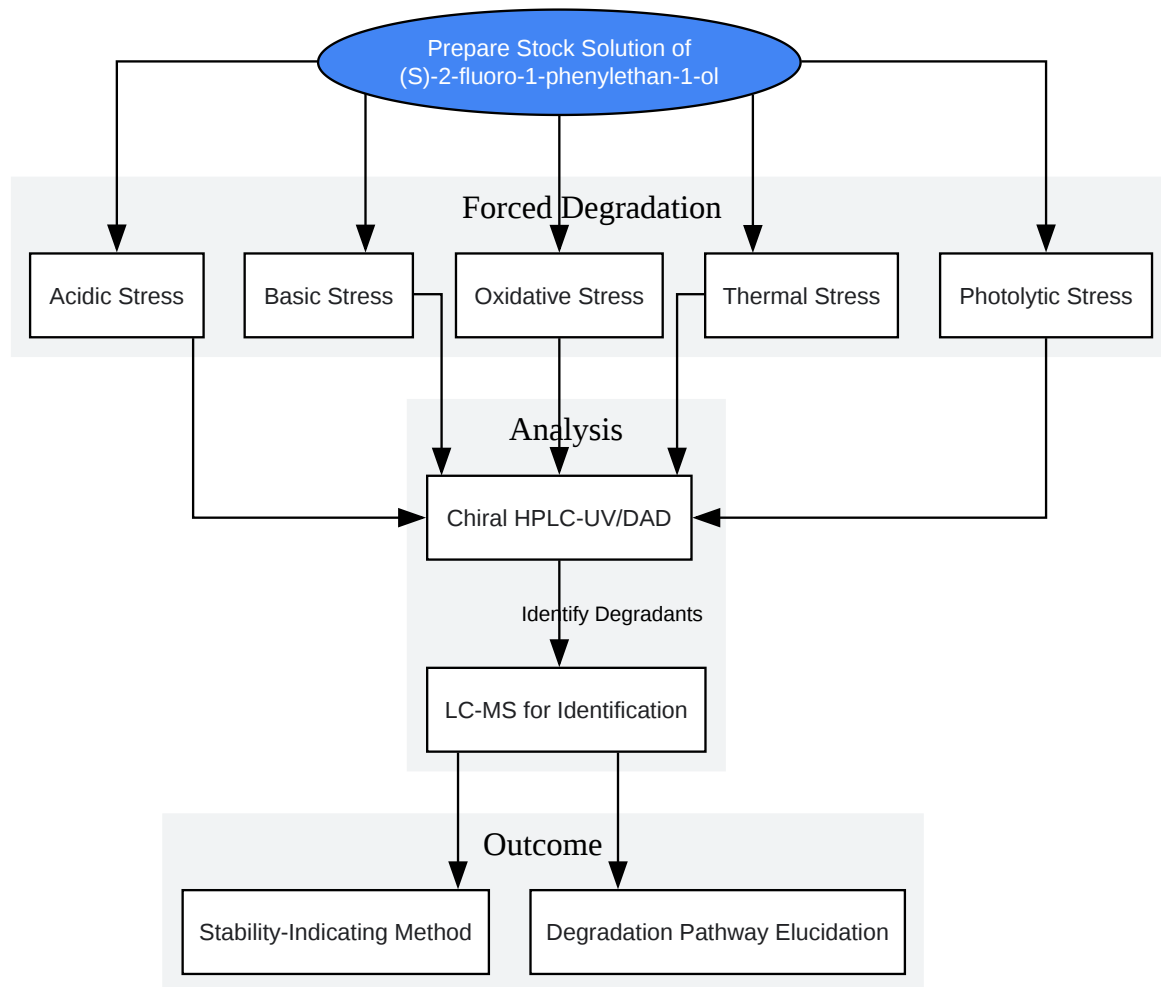 Prepare Stock Solution of
(S)-2-fluoro-1-phenylethan-1-ol
Forced Degradation
Acidic Stress
Basic Stress
Oxidative Stress
Thermal Stress
Photolytic Stress
Analysis
Chiral HPLC-UV/DAD
Identify Degradants
LC-MS for Identification
Outcome
Stability-Indicating Method
Degradation Pathway Elucidation